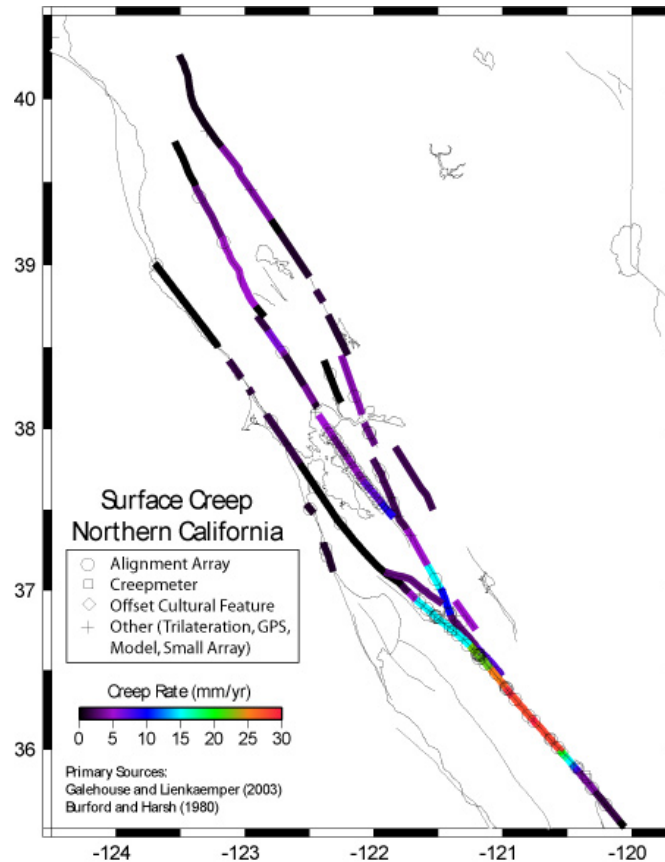 40
39
38
37
36
Surface Creep
Northern California
Alignment Array
Creepmeter
Offset Cultural Feature
Other (Trilateration, GPS,
Model, Small Array)
Creep Rate (mm/yr)
0 5 10 15 20 25 30
Primary Sources:
Galehouse and Lienkaemper (2003)
Burford and Harsh (1980)
-124 -123 -122 -121 -120